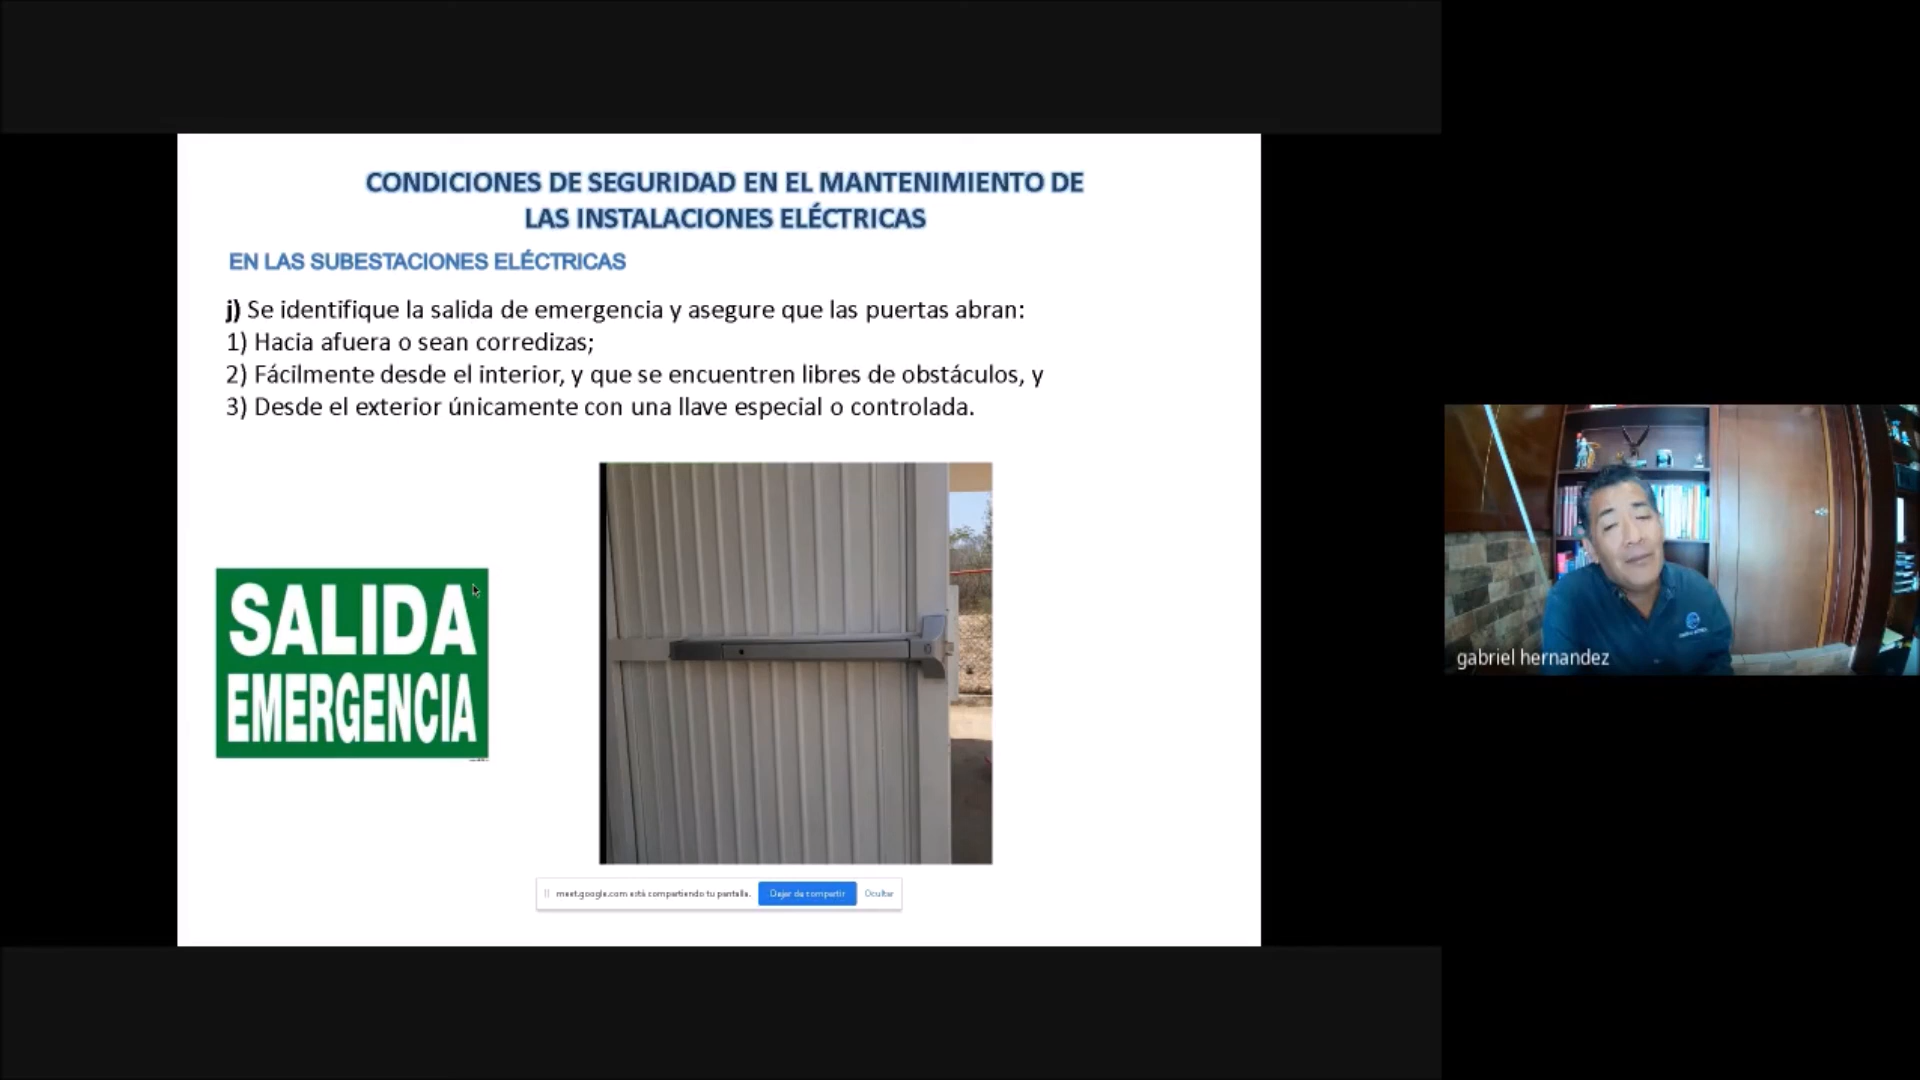 CONDICIONES DE SEGURIDAD EN EL MANTENIMIENTO DE
LAS INSTALACIONES ELÉCTRICAS
EN LAS SUBESTACIONES ELÉCTRICAS
j) Se identifique la salida de emergencia y asegure que las puertas abran:
1) Hacia afuera o sean corredizas;
2) Fácilmente desde el interior, y que se encuentren libres de obstáculos, y
3) Desde el exterior únicamente con una llave especial o controlada.
SALIDA
EMERGENCIA
meet.google.com está compartiendo tu pantalla.
Dejar de compartir
Ocultar
gabriel hernandez